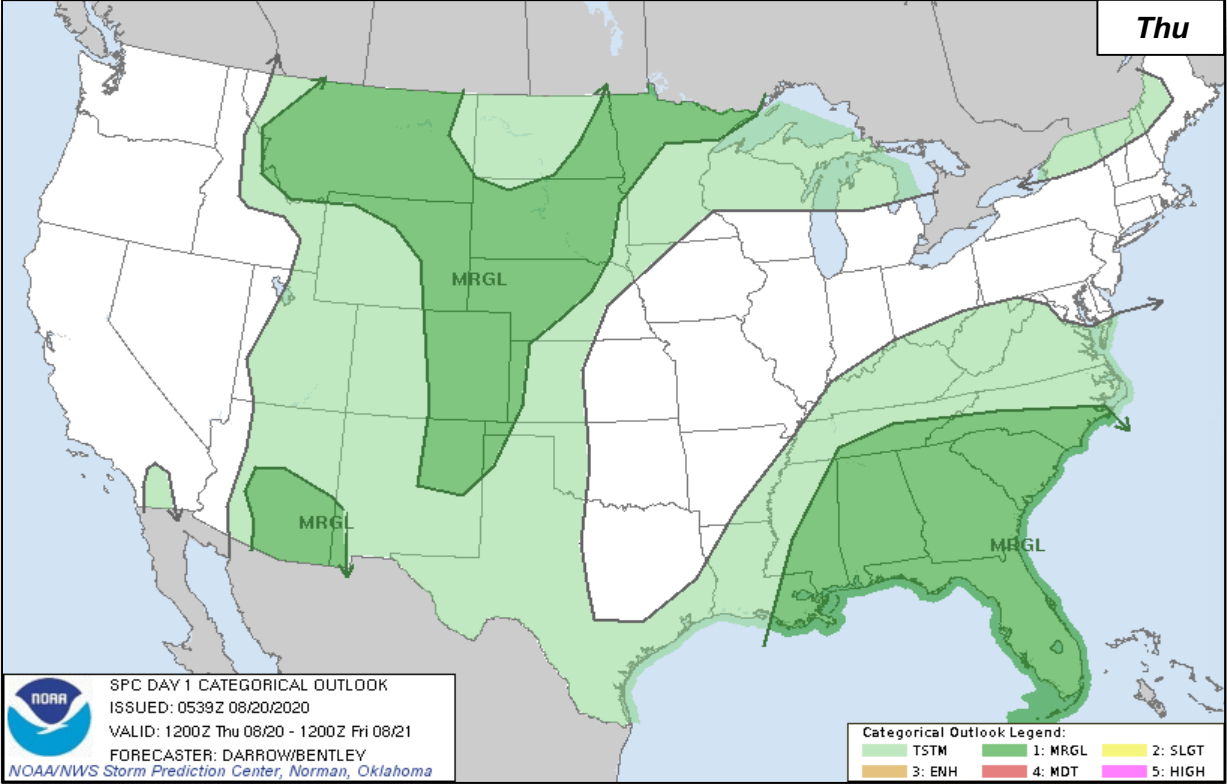 Thu
MRGL
MRGL
MRGL
NOAA
SPC DAY 1 CATEGORICAL OUTLOOK
ISSUED: 0539Z 08/20/2020
VALID: 1200Z Thu 08/20 - 1200Z Fri 08/21
FORECASTER: DARROW/BENTLEY
NOAA/NWS Storm Prediction Center, Norman, Oklahoma
Categorical Outlook Legend:
TSTM 1: MRGL 2: SLGT
3: ENH 4: MDT 5: HIGH